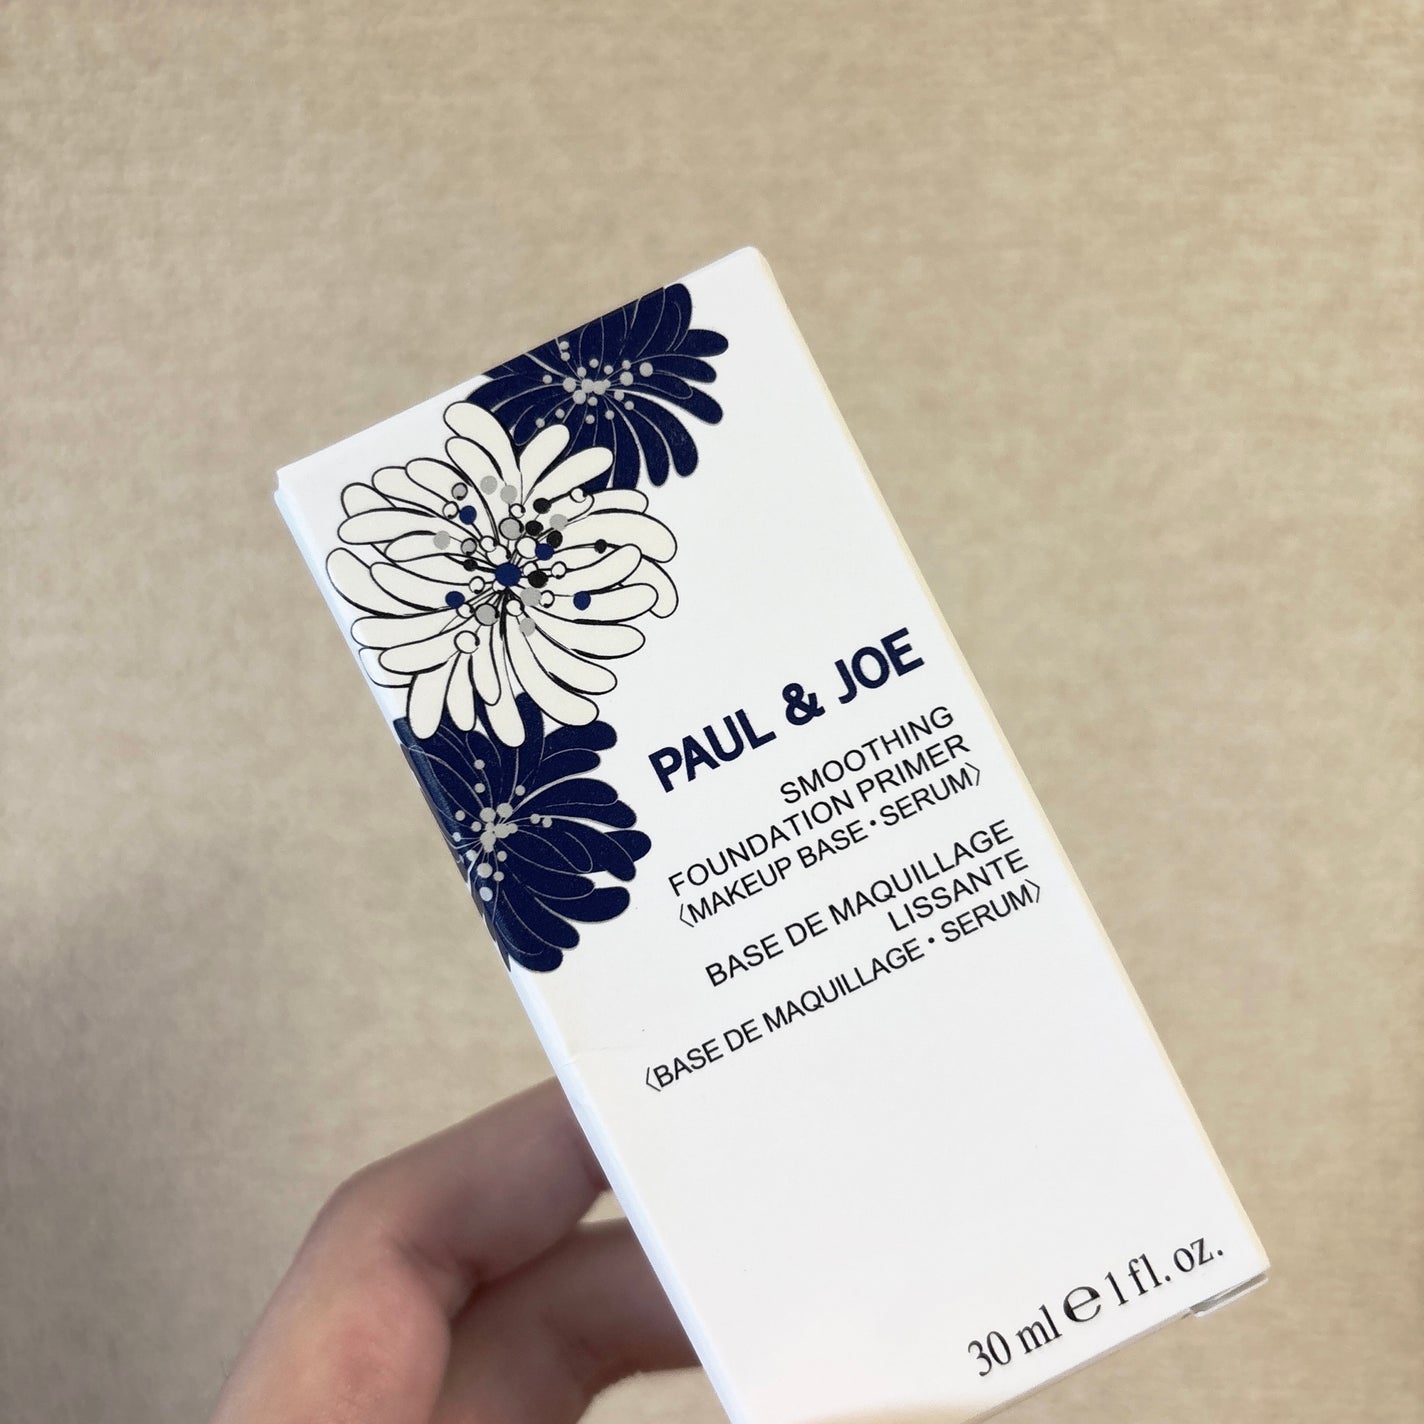 PAUL & JOE
SMOOTHING
FOUNDATION PRIMER
〈MAKEUP BASE・SERUM〉
BASE DE MAQUILLAGE
LISSANTE
〈BASE DE MAQUILLAGE・SERUM〉
30 ml ℮ 1 fl. oz.